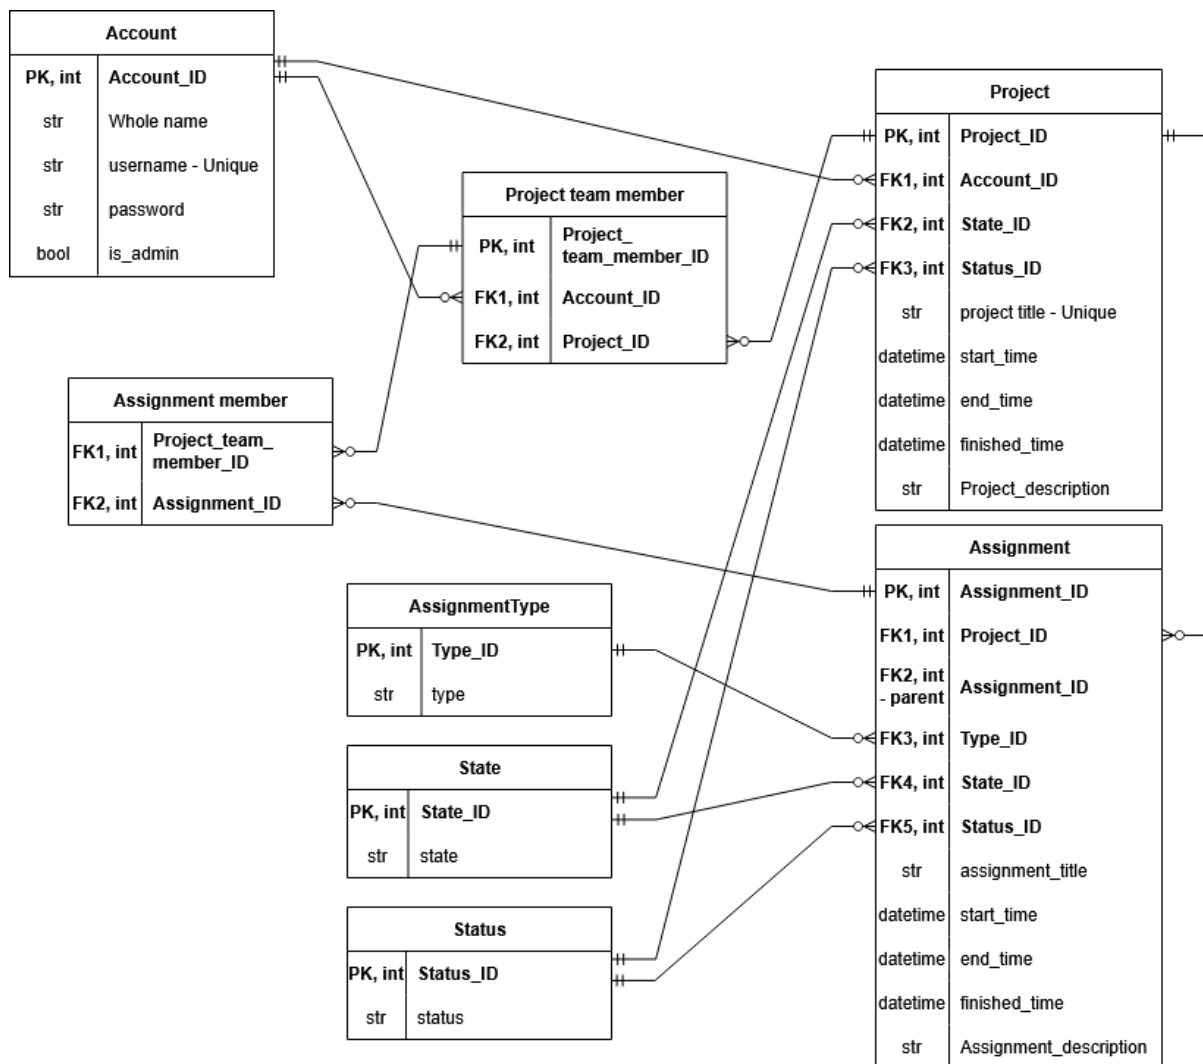 Account
PK, int Account_ID
str Whole name
str username - Unique
str password
bool is_admin
Project team member
PK, int Project_
team_member_ID
FK1, int Account_ID
FK2, int Project_ID
Project
PK, int Project_ID
FK1, int Account_ID
FK2, int State_ID
FK3, int Status_ID
str project title - Unique
datetime start_time
datetime end_time
datetime finished_time
str Project_description
Assignment member
FK1, int Project_team_
member_ID
FK2, int Assignment_ID
AssignmentType
PK, int Type_ID
str type
State
PK, int State_ID
str state
Status
PK, int Status_ID
str status
Assignment
PK, int Assignment_ID
FK1, int Project_ID
FK2, int
- parent Assignment_ID
FK3, int Type_ID
FK4, int State_ID
FK5, int Status_ID
str assignment_title
datetime start_time
datetime end_time
datetime finished_time
str Assignment_description